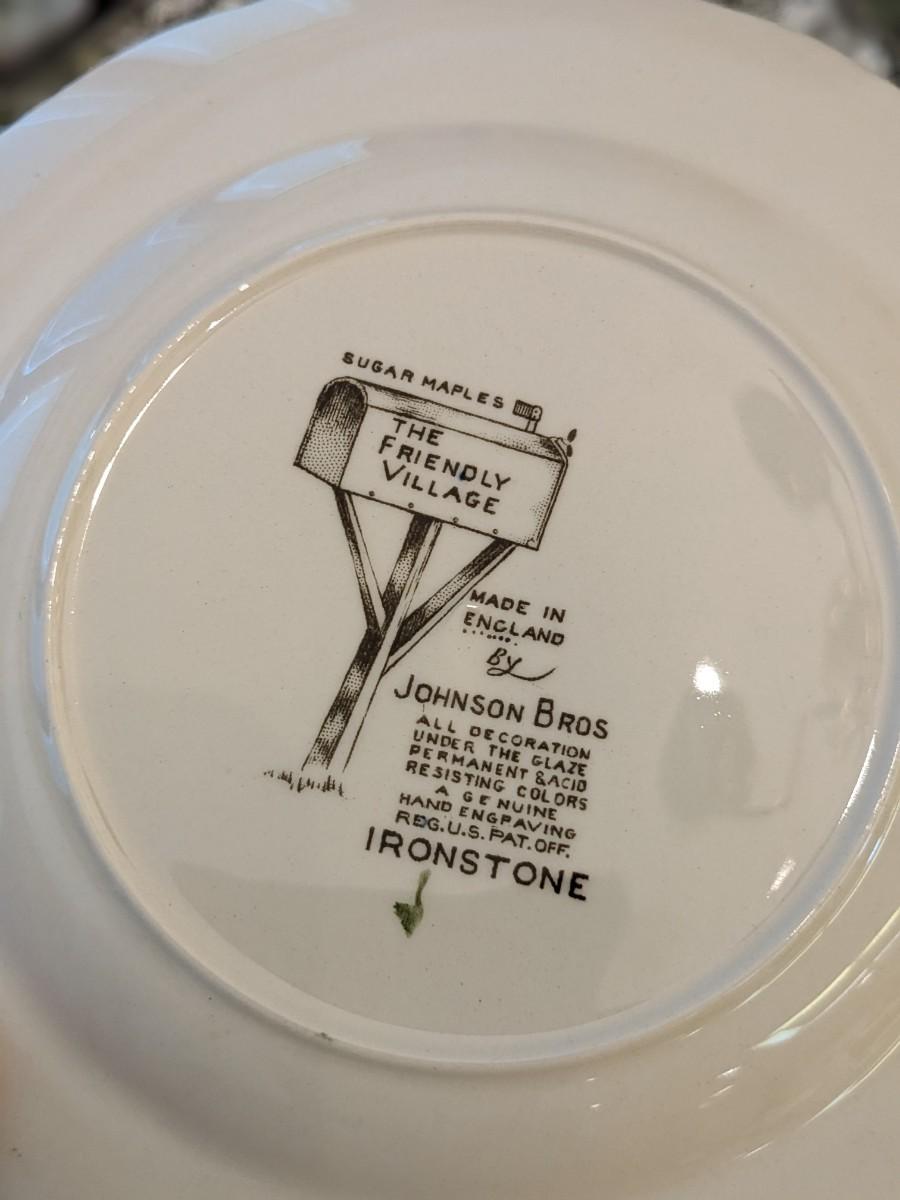 SUGAR MAPLES
THE
FRIENDLY
VILLAGE
MADE IN
ENGLAND
By
JOHNSON BROS
ALL DECORATION
UNDER THE GLAZE
PERMANENT & ACID
RESISTING COLORS
A GENUINE
HAND ENGRAVING
REG. U.S. PAT. OFF.
IRONSTONE